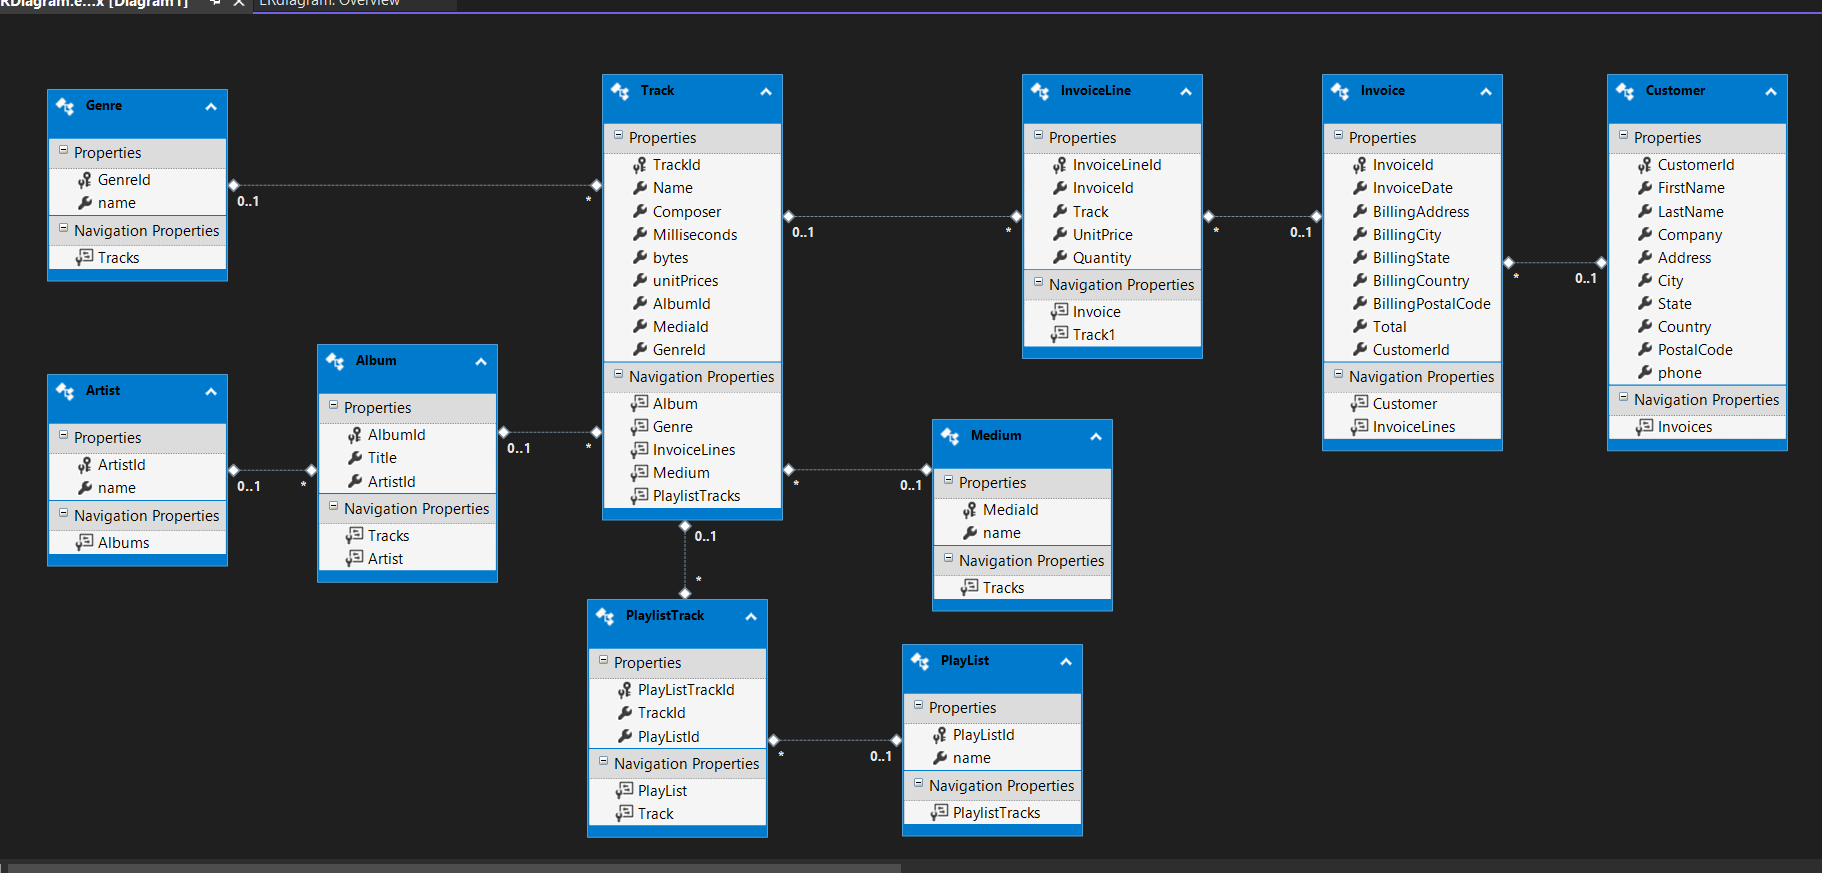 RDiagram.e...x [Diagram1]
ERdiagram: Overview
Genre
Properties
GenreId
name
Navigation Properties
Tracks
0..1
*
Artist
Properties
ArtistId
name
Navigation Properties
Albums
0..1
*
Album
Properties
AlbumId
Title
ArtistId
Navigation Properties
Tracks
Artist
0..1
*
Track
Properties
TrackId
Name
Composer
Milliseconds
bytes
unitPrices
AlbumId
MediaId
GenreId
Navigation Properties
Album
Genre
InvoiceLines
Medium
PlaylistTracks
0..1
*
0..1
*
*
0..1
PlaylistTrack
Properties
PlayListTrackId
TrackId
PlayListId
Navigation Properties
PlayList
Track
*
0..1
PlayList
Properties
PlayListId
name
Navigation Properties
PlaylistTracks
Medium
Properties
MediaId
name
Navigation Properties
Tracks
InvoiceLine
Properties
InvoiceLineId
InvoiceId
Track
UnitPrice
Quantity
Navigation Properties
Invoice
Track1
*
0..1
Invoice
Properties
InvoiceId
InvoiceDate
BillingAddress
BillingCity
BillingState
BillingCountry
BillingPostalCode
Total
CustomerId
Navigation Properties
Customer
InvoiceLines
*
0..1
Customer
Properties
CustomerId
FirstName
LastName
Company
Address
City
State
Country
PostalCode
phone
Navigation Properties
Invoices